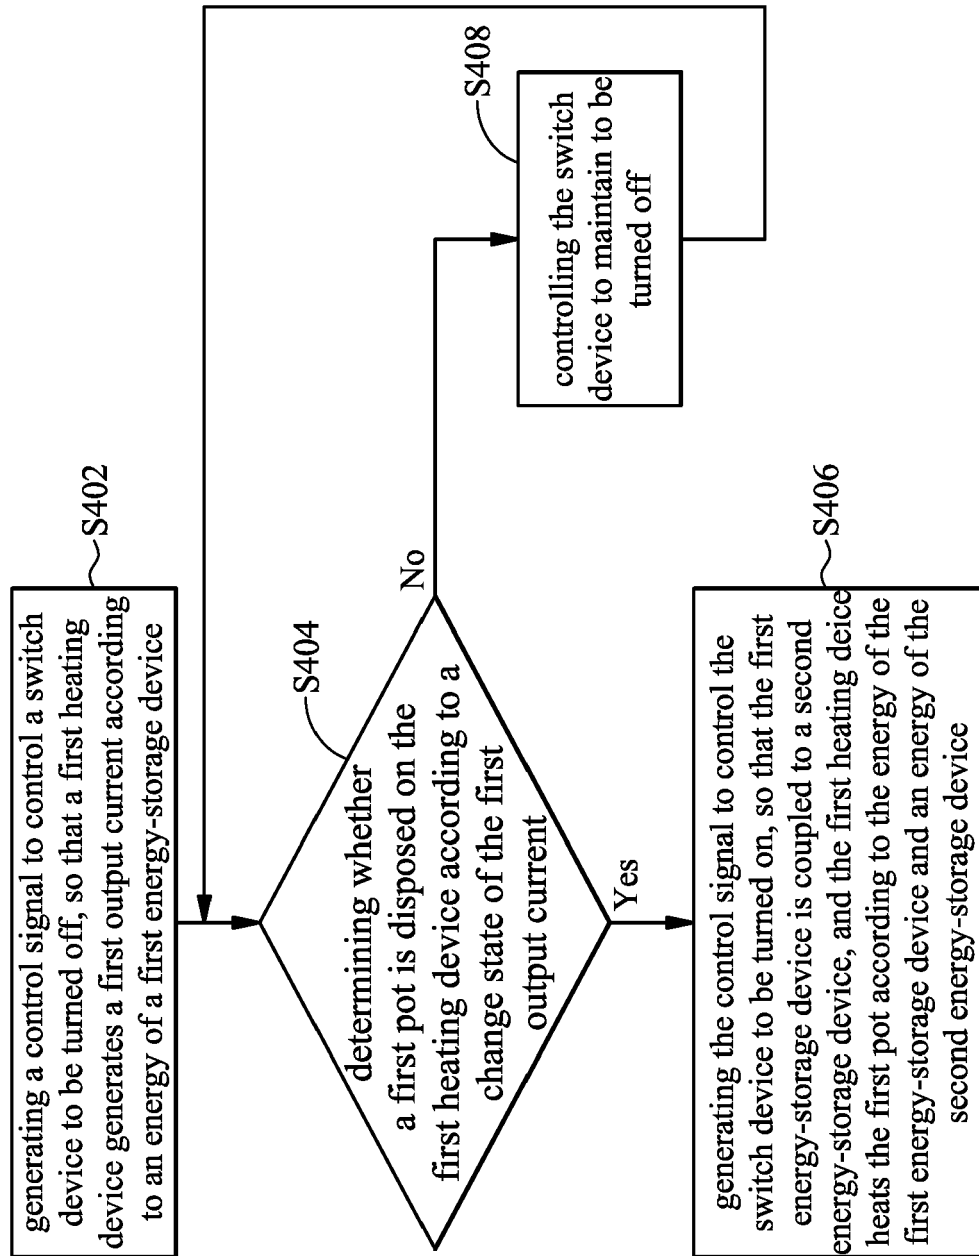 generating a control signal to control a switch
device to be turned off, so that a first heating
device generates a first output current according
to an energy of a first energy-storage device
S402
determining whether
a first pot is disposed on the
first heating device according to a
change state of the first
output current
S404
No
Yes
controlling the switch
device to maintain to be
turned off
S408
generating the control signal to control the
switch device to be turned on, so that the first
energy-storage device is coupled to a second
energy-storage device, and the first heating deice
heats the first pot according to the energy of the
first energy-storage device and an energy of the
second energy-storage device
S406